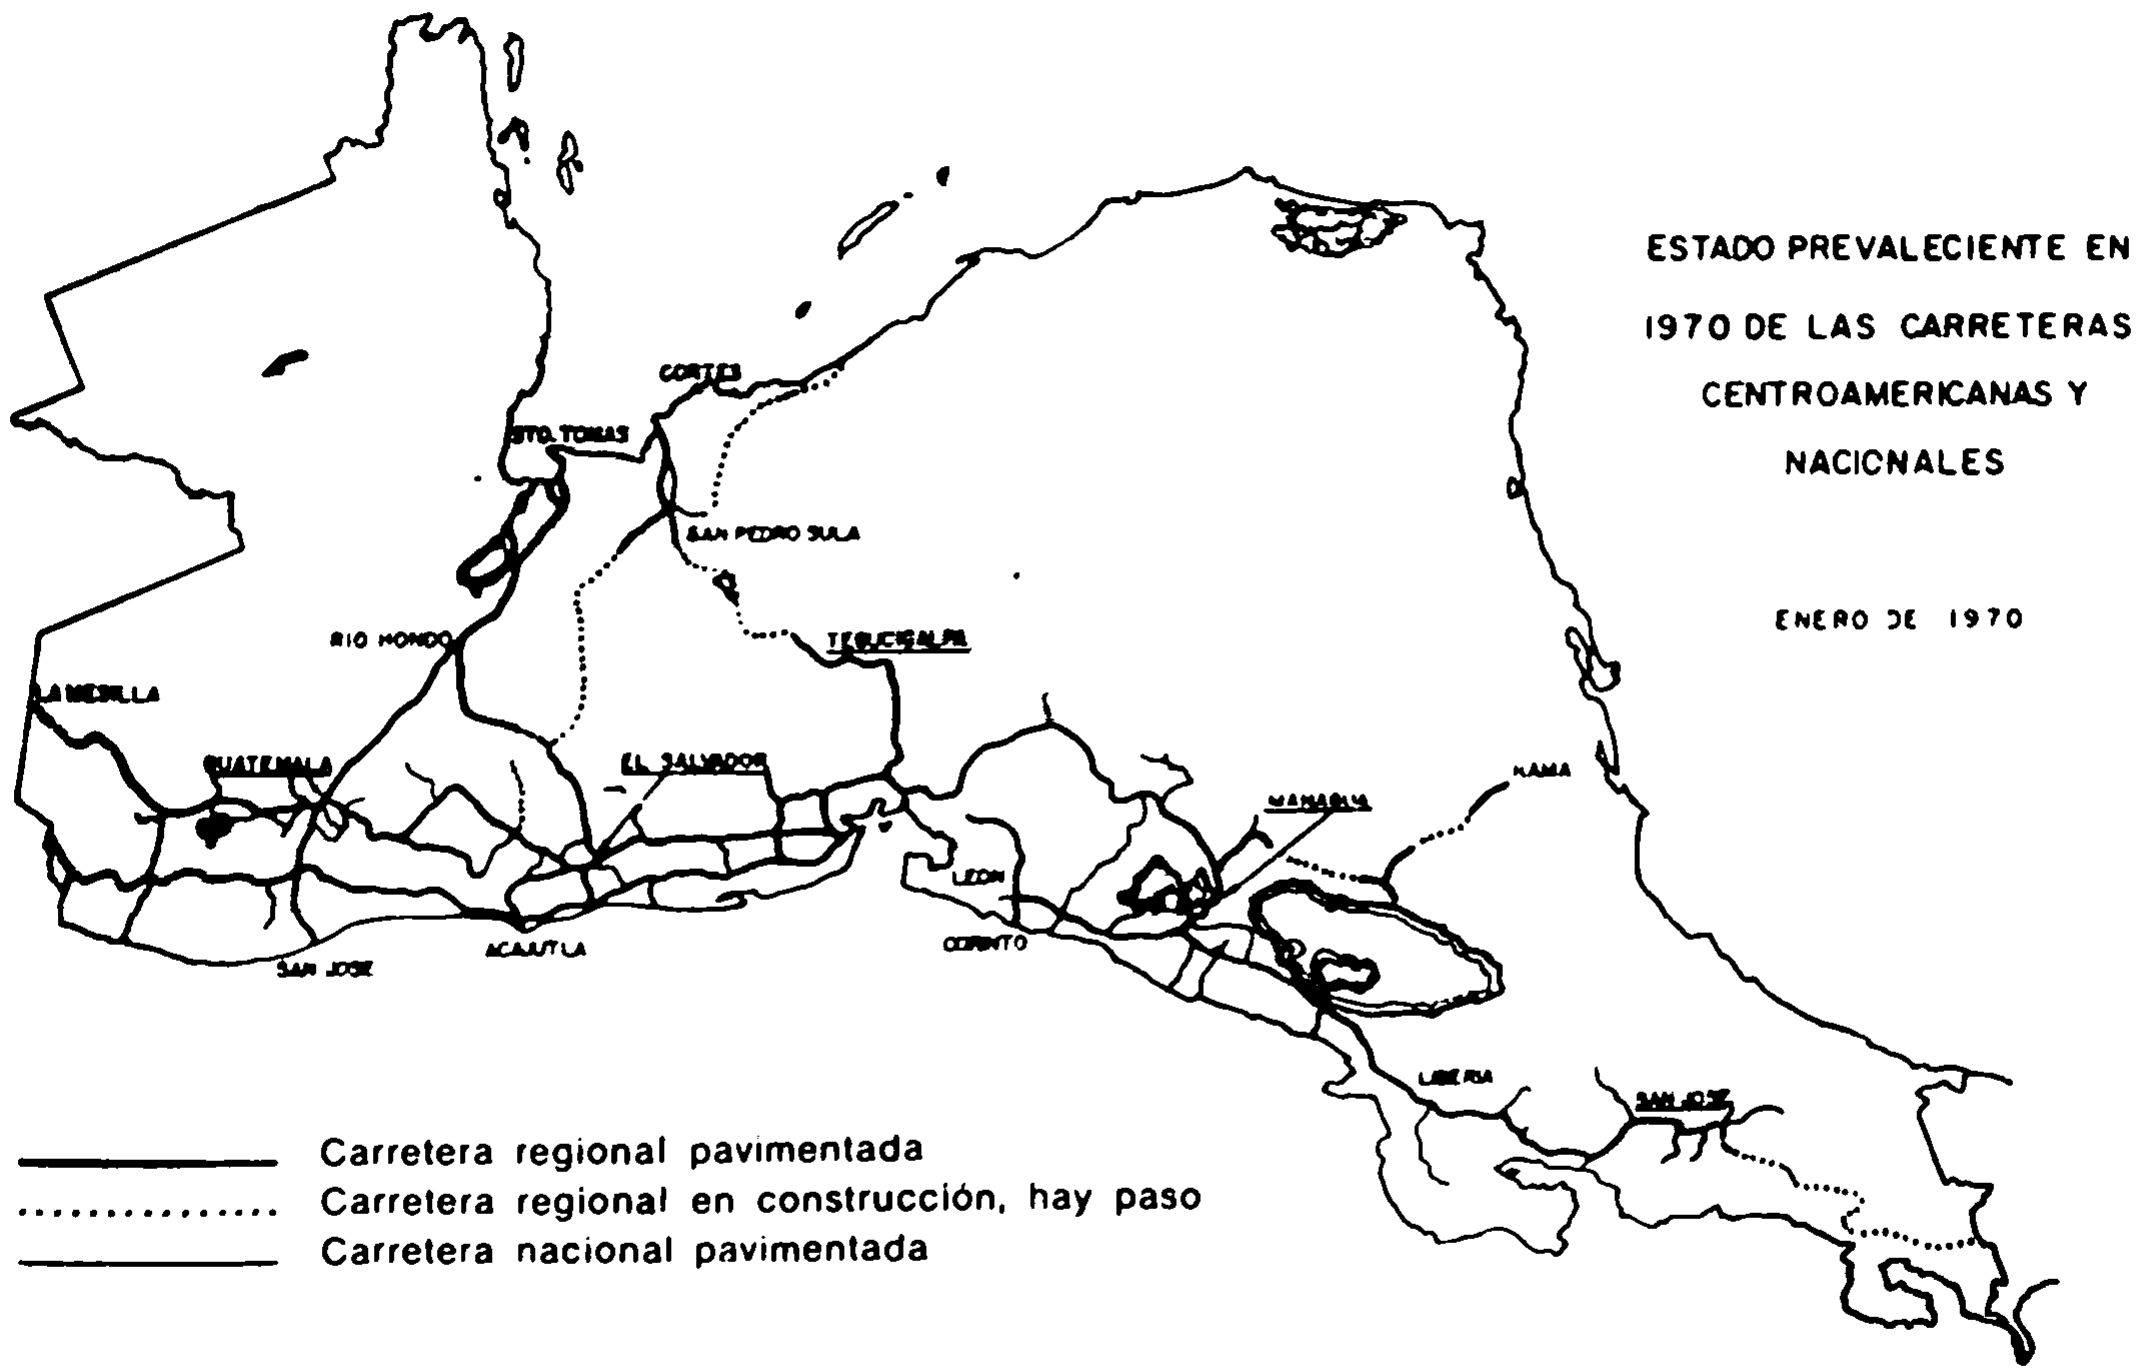 ESTADO PREVALECIENTE EN
1970 DE LAS CARRETERAS
CENTROAMERICANAS Y
NACIONALES
ENERO DE 1970
CORTES
STO. TOMAS
SAN PEDRO SULA
RIO HONDO
TEGUCIGALPA
LA MESILLA
GUATEMALA
EL SALVADOR
RAMA
MANAGUA
LEON
CORINTO
ACAJUTLA
SAN JOSE
LIBERIA
SAN JOSE
Carretera regional pavimentada
Carretera regional en construcción, hay paso
Carretera nacional pavimentada